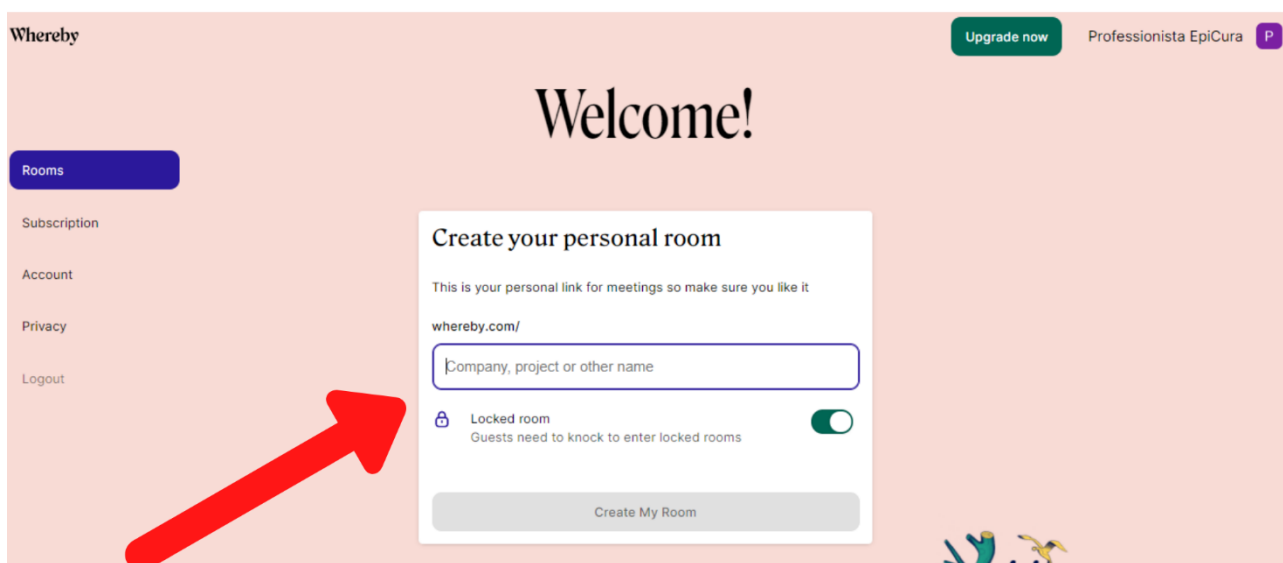 Whereby
Upgrade now
Professionista EpiCura
P
Welcome!
Rooms
Subscription
Account
Privacy
Logout
Create your personal room
This is your personal link for meetings so make sure you like it
whereby.com/
Company, project or other name
Locked room
Guests need to knock to enter locked rooms
Create My Room